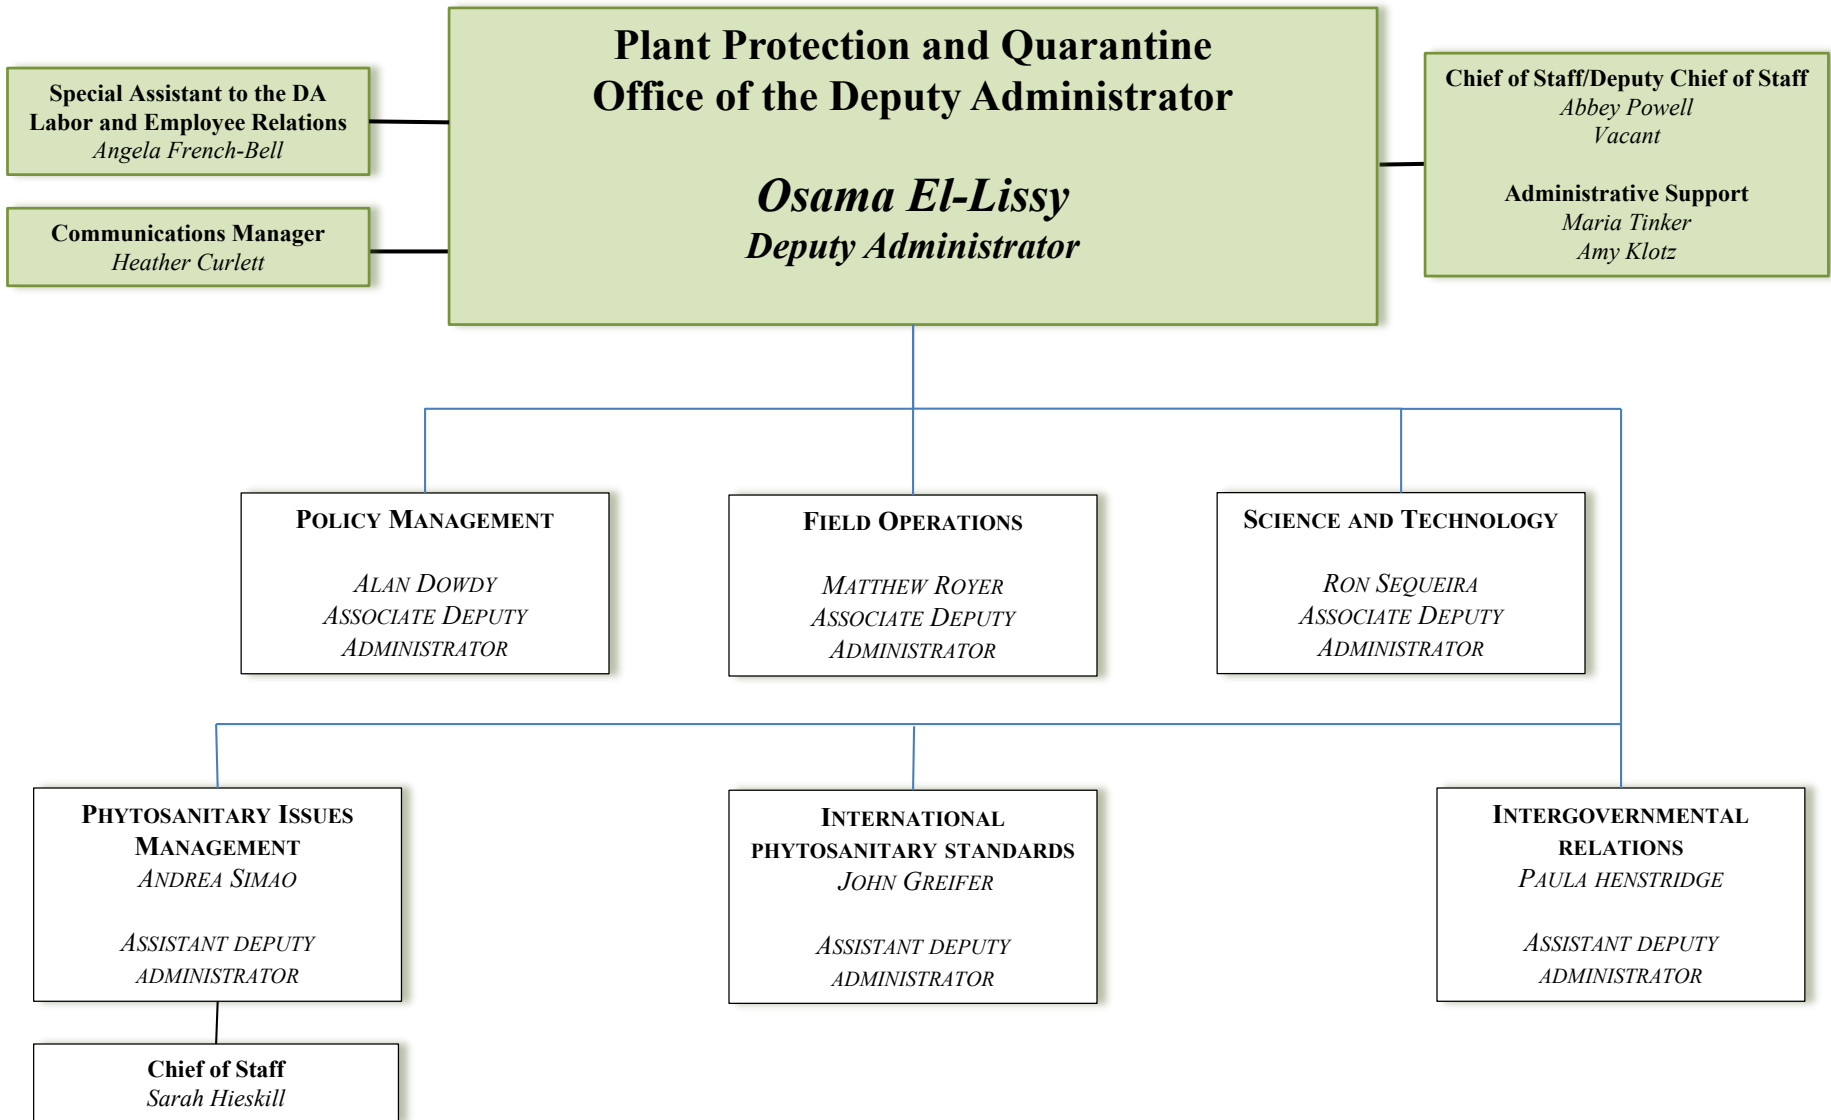 Plant Protection and Quarantine
Office of the Deputy Administrator
Osama El-Lissy
Deputy Administrator
Special Assistant to the DA
Labor and Employee Relations
Angela French-Bell
Communications Manager
Heather Curlett
Chief of Staff/Deputy Chief of Staff
Abbey Powell
Vacant
Administrative Support
Maria Tinker
Amy Klotz
POLICY MANAGEMENT
ALAN DOWDY
ASSOCIATE DEPUTY
ADMINISTRATOR
FIELD OPERATIONS
MATTHEW ROYER
ASSOCIATE DEPUTY
ADMINISTRATOR
SCIENCE AND TECHNOLOGY
RON SEQUEIRA
ASSOCIATE DEPUTY
ADMINISTRATOR
PHYTOSANITARY ISSUES
MANAGEMENT
ANDREA SIMAO
ASSISTANT DEPUTY
ADMINISTRATOR
INTERNATIONAL
PHYTOSANITARY STANDARDS
JOHN GREIFER
ASSISTANT DEPUTY
ADMINISTRATOR
INTERGOVERNMENTAL
RELATIONS
PAULA HENSTRIDGE
ASSISTANT DEPUTY
ADMINISTRATOR
Chief of Staff
Sarah Hieskill